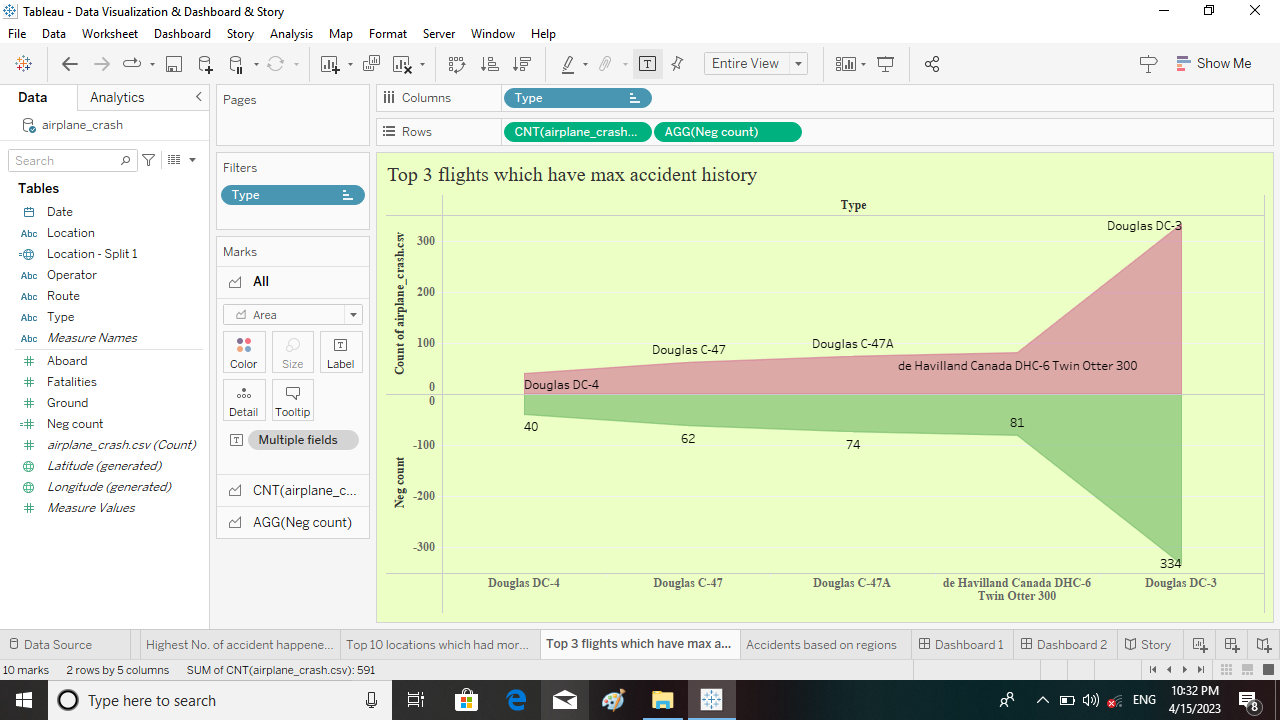 Tableau - Data Visualization & Dashboard & Story
File Data Worksheet Dashboard Story Analysis Map Format Server Window Help
Entire View
Show Me
Data Analytics
airplane_crash
Search
Tables
Date
Abc Location
Location - Split 1
Abc Operator
Abc Route
Abc Type
Abc Measure Names
Aboard
Fatalities
Ground
Neg count
airplane_crash.csv (Count)
Latitude (generated)
Longitude (generated)
Measure Values
Pages
Filters
Type
Marks
All
Area
Color Size Label
Detail Tooltip
Multiple fields
CNT(airplane_c...
AGG(Neg count)
Columns Type
Rows CNT(airplane_crash... AGG(Neg count)
Top 3 flights which have max accident history
Type
Count of airplane_crash.csv
300
200
100
0
Douglas DC-3
Douglas C-47
Douglas C-47A
de Havilland Canada DHC-6 Twin Otter 300
Douglas DC-4
Neg count
0
-100
-200
-300
40
62
74
81
334
Douglas DC-4
Douglas C-47
Douglas C-47A
de Havilland Canada DHC-6
Twin Otter 300
Douglas DC-3
Data Source Highest No. of accident happene... Top 10 locations which had mor... Top 3 flights which have max a... Accidents based on regions Dashboard 1 Dashboard 2 Story
10 marks 2 rows by 5 columns SUM of CNT(airplane_crash.csv): 591
Type here to search
ENG
10:32 PM
4/15/2023
8